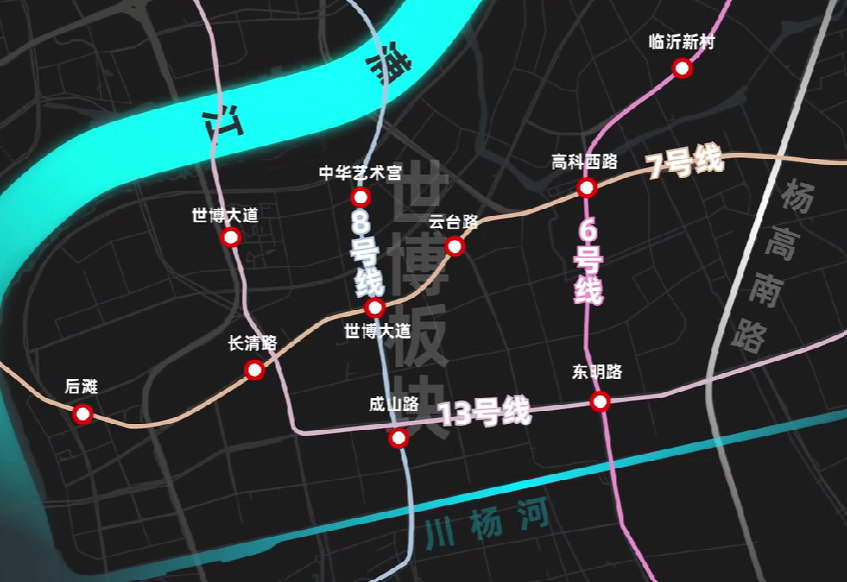 临沂新村
浦
江
高科西路
7号线
中华艺术宫
世博板块
杨高南路
世博大道
云台路
8号线
6号线
世博大道
长清路
东明路
后滩
成山路
13号线
川杨河